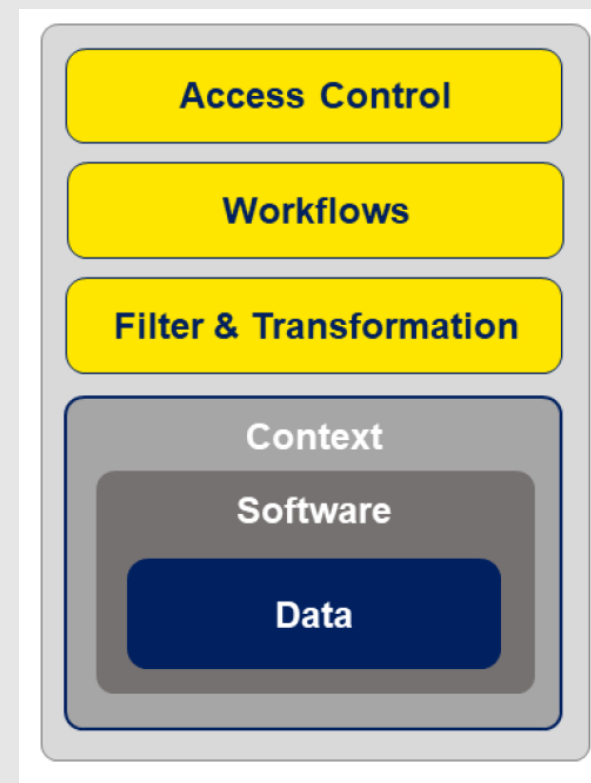 Access Control
Workflows
Filter & Transformation
Context
Software
Data